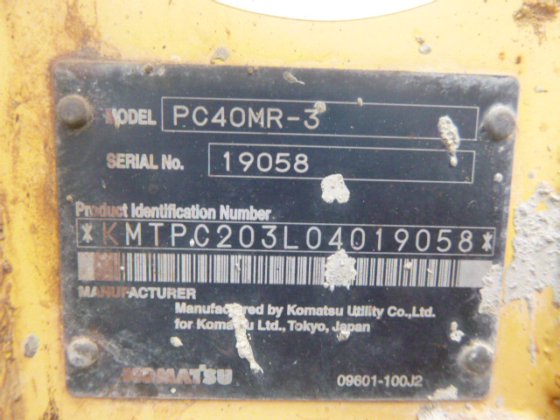 MODEL PC40MR-3
SERIAL No. 19058
Product Identification Number
*KMTPC203L04019058*
MANUFACTURER
Manufactured by Komatsu Utility Co.,Ltd.
for Komatsu Ltd., Tokyo, Japan
KOMATSU
09601-100J2